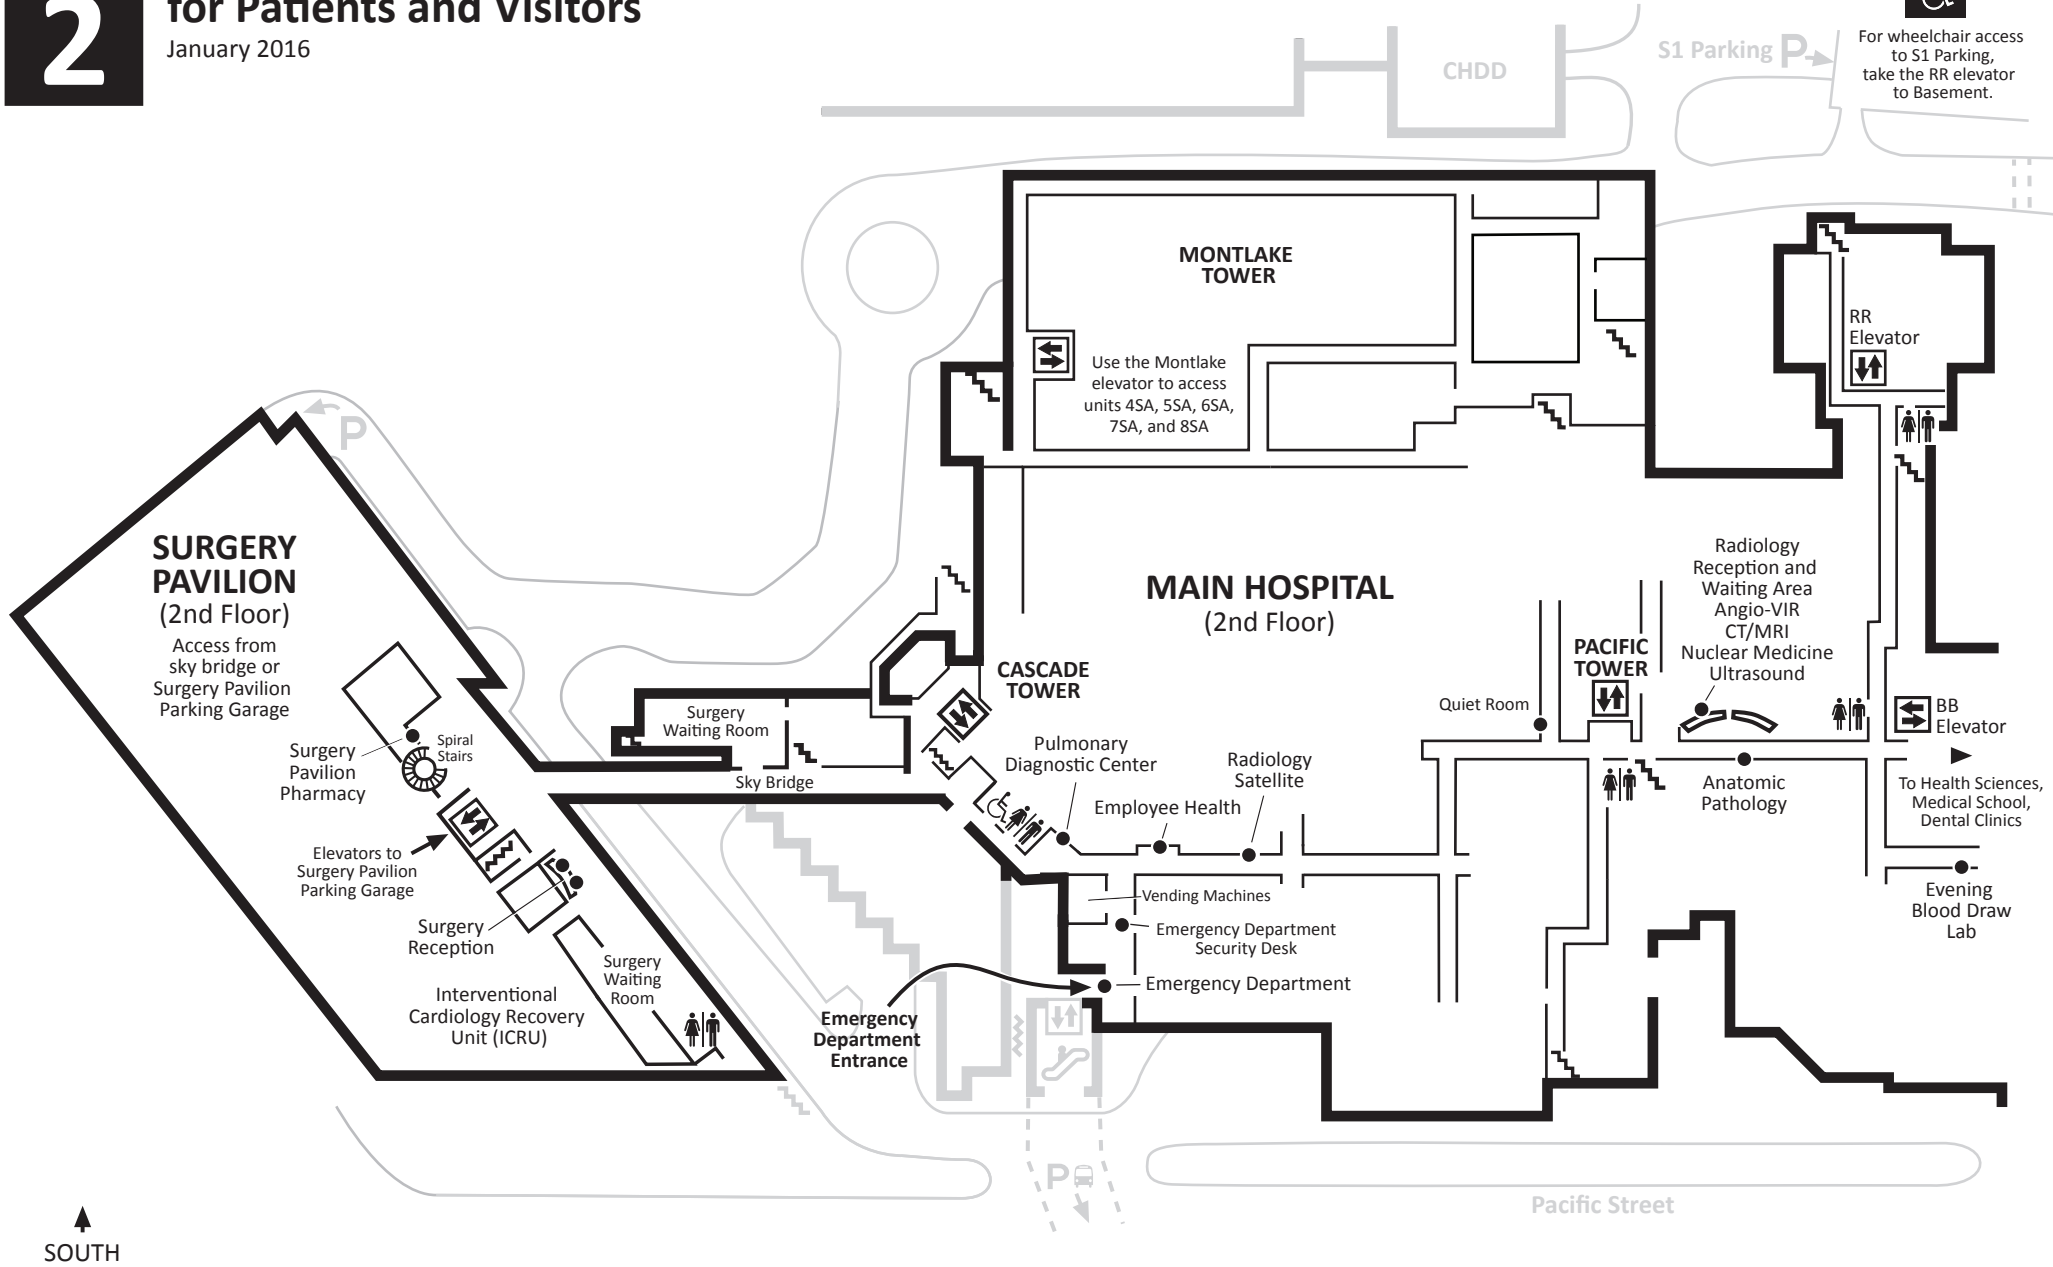 2
for Patients and Visitors
January 2016
CHDD
S1 Parking P
For wheelchair access
to S1 Parking,
take the RR elevator
to Basement.
MONTLAKE
TOWER
Use the Montlake
elevator to access
units 4SA, 5SA, 6SA,
7SA, and 8SA
RR
Elevator
P
SURGERY
PAVILION
(2nd Floor)
Access from
sky bridge or
Surgery Pavilion
Parking Garage
MAIN HOSPITAL
(2nd Floor)
CASCADE
TOWER
PACIFIC
TOWER
Radiology
Reception and
Waiting Area
Angio-VIR
CT/MRI
Nuclear Medicine
Ultrasound
Quiet Room
BB
Elevator
Surgery
Waiting Room
Sky Bridge
Surgery
Pavilion
Pharmacy
Spiral
Stairs
Pulmonary
Diagnostic Center
Radiology
Satellite
Employee Health
Anatomic
Pathology
To Health Sciences,
Medical School,
Dental Clinics
Elevators to
Surgery Pavilion
Parking Garage
Vending Machines
Evening
Blood Draw
Lab
Surgery
Reception
Emergency Department
Security Desk
Surgery
Waiting
Room
Emergency Department
Interventional
Cardiology Recovery
Unit (ICRU)
Emergency
Department
Entrance
P
Pacific Street
SOUTH